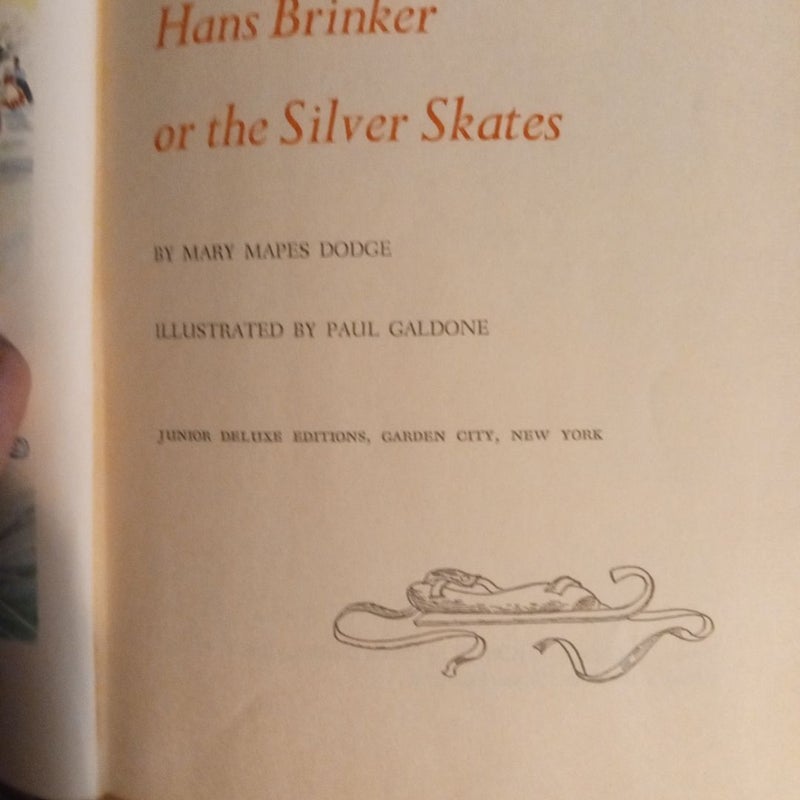 Hans Brinker
or the Silver Skates
BY MARY MAPES DODGE
ILLUSTRATED BY PAUL GALDONE
JUNIOR DELUXE EDITIONS, GARDEN CITY, NEW YORK